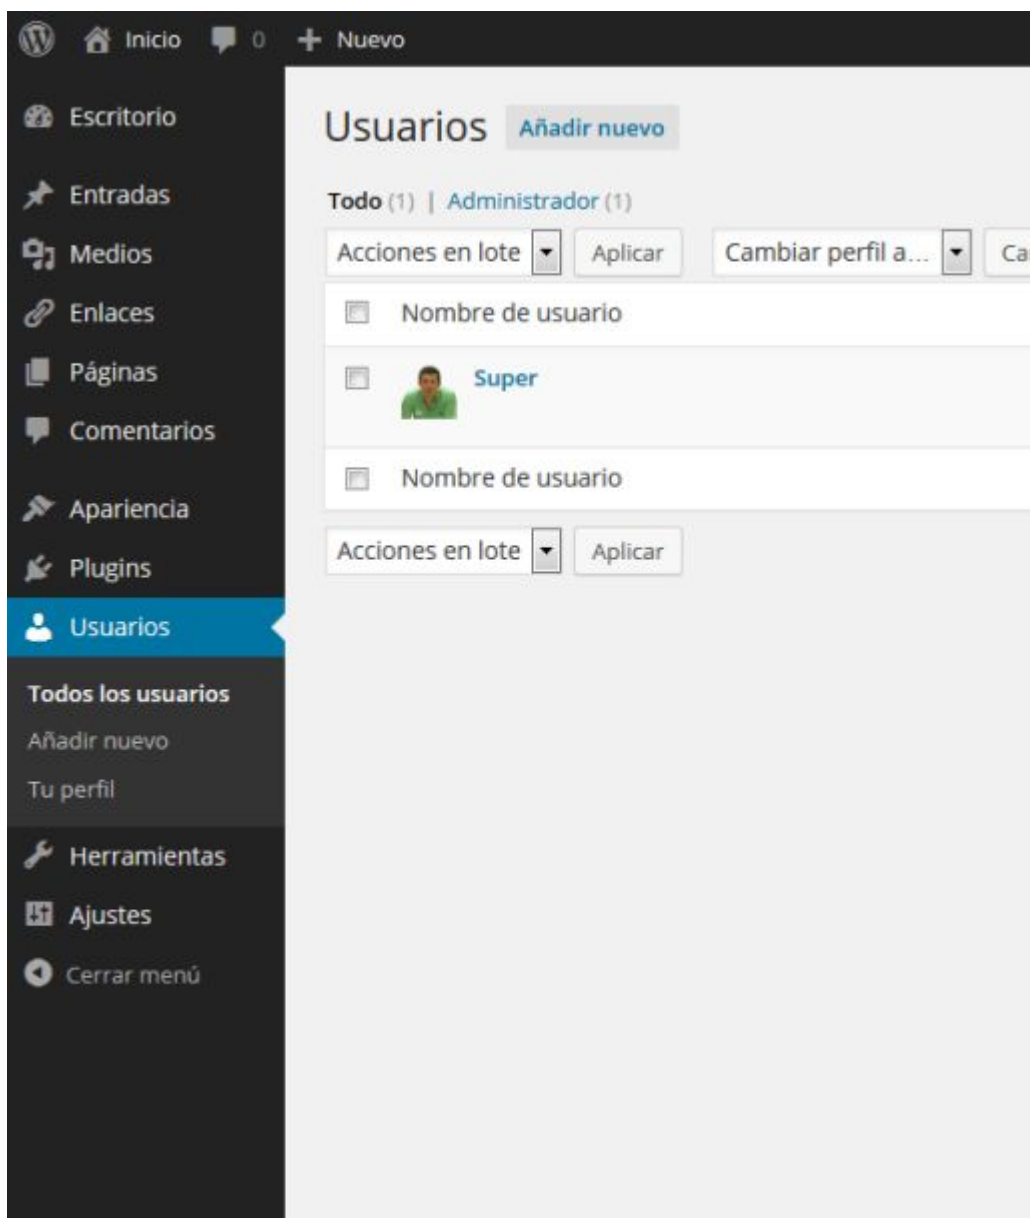 Inicio 0 Nuevo
Escritorio
Entradas
Medios
Enlaces
Páginas
Comentarios
Apariencia
Plugins
Usuarios
Todos los usuarios
Añadir nuevo
Tu perfil
Herramientas
Ajustes
Cerrar menú
Usuarios Añadir nuevo
Todo (1) | Administrador (1)
Acciones en lote Aplicar Cambiar perfil a...
Nombre de usuario
Super
Nombre de usuario
Acciones en lote Aplicar